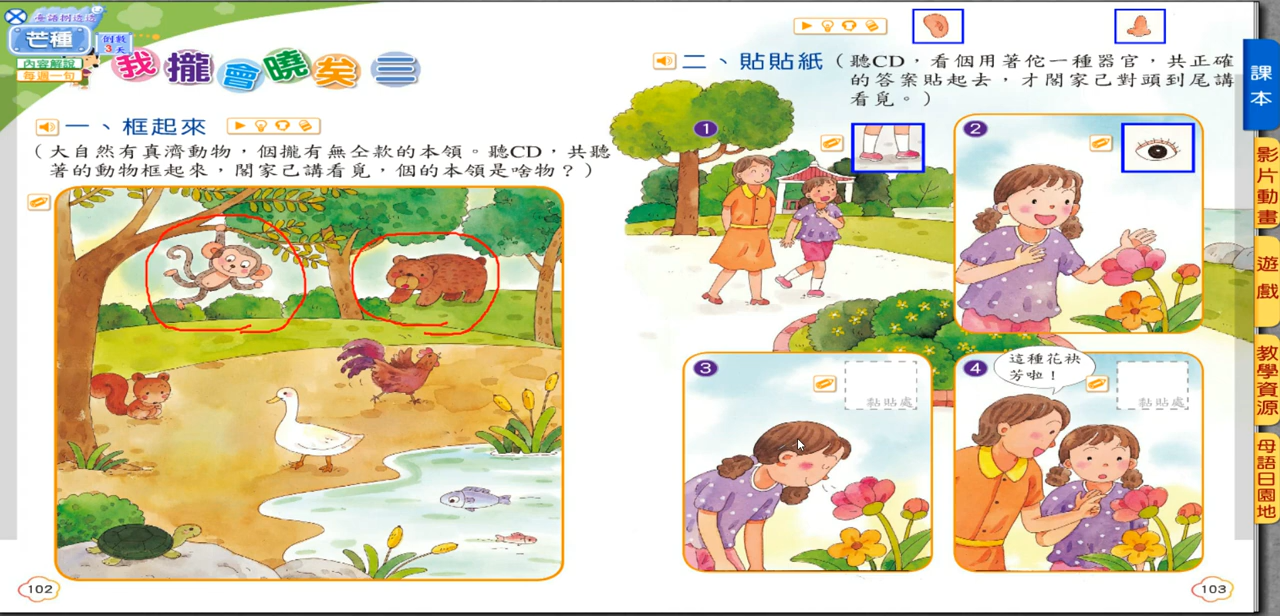 芒種
倒數
3天
內容解說
每週一句
我攏會曉矣 三
一、框起來
(大自然有真濟動物，個攏有無仝款的本領。聽CD，共聽
著的動物框起來，閣家己講看覓，個的本領是啥物？)
102
二、貼貼紙(聽CD，看個用著佗一種器官，共正確
的答案貼起去，才閣家己對頭到尾講
看覓。)
1
2
3
黏貼處
4
這種花袂
芳啦！
黏貼處
103
課本
影片動畫
遊戲
教學資源
母語日園地